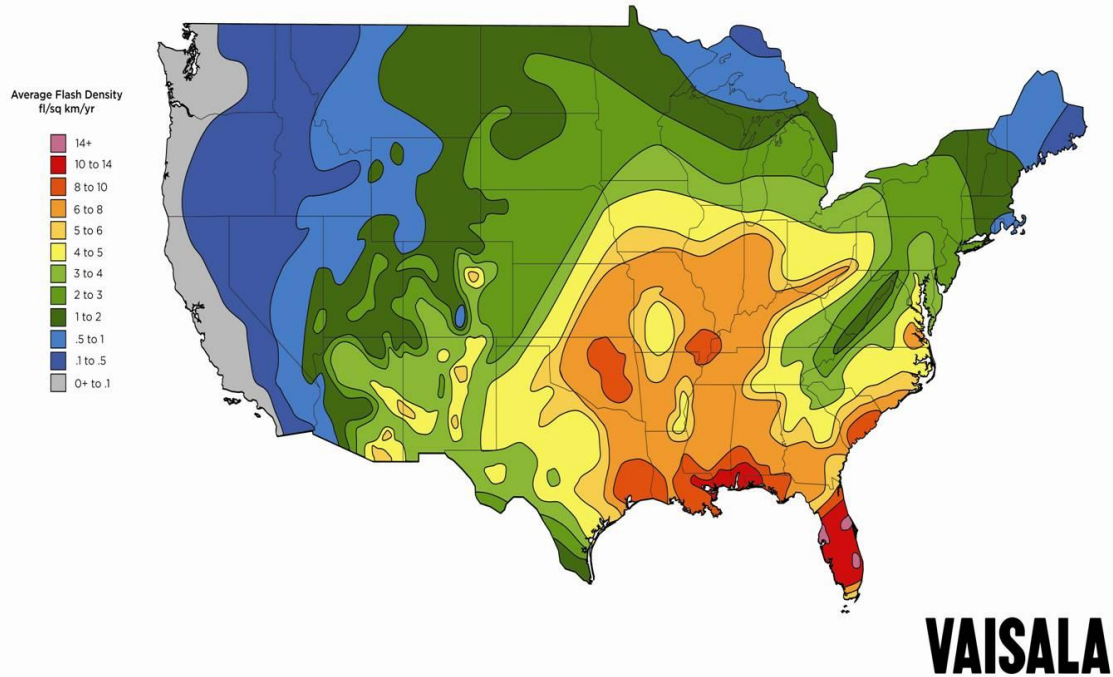 Average Flash Density
fl/sq km/yr
14+
10 to 14
8 to 10
6 to 8
5 to 6
4 to 5
3 to 4
2 to 3
1 to 2
.5 to 1
.1 to .5
0+ to .1
VAISALA